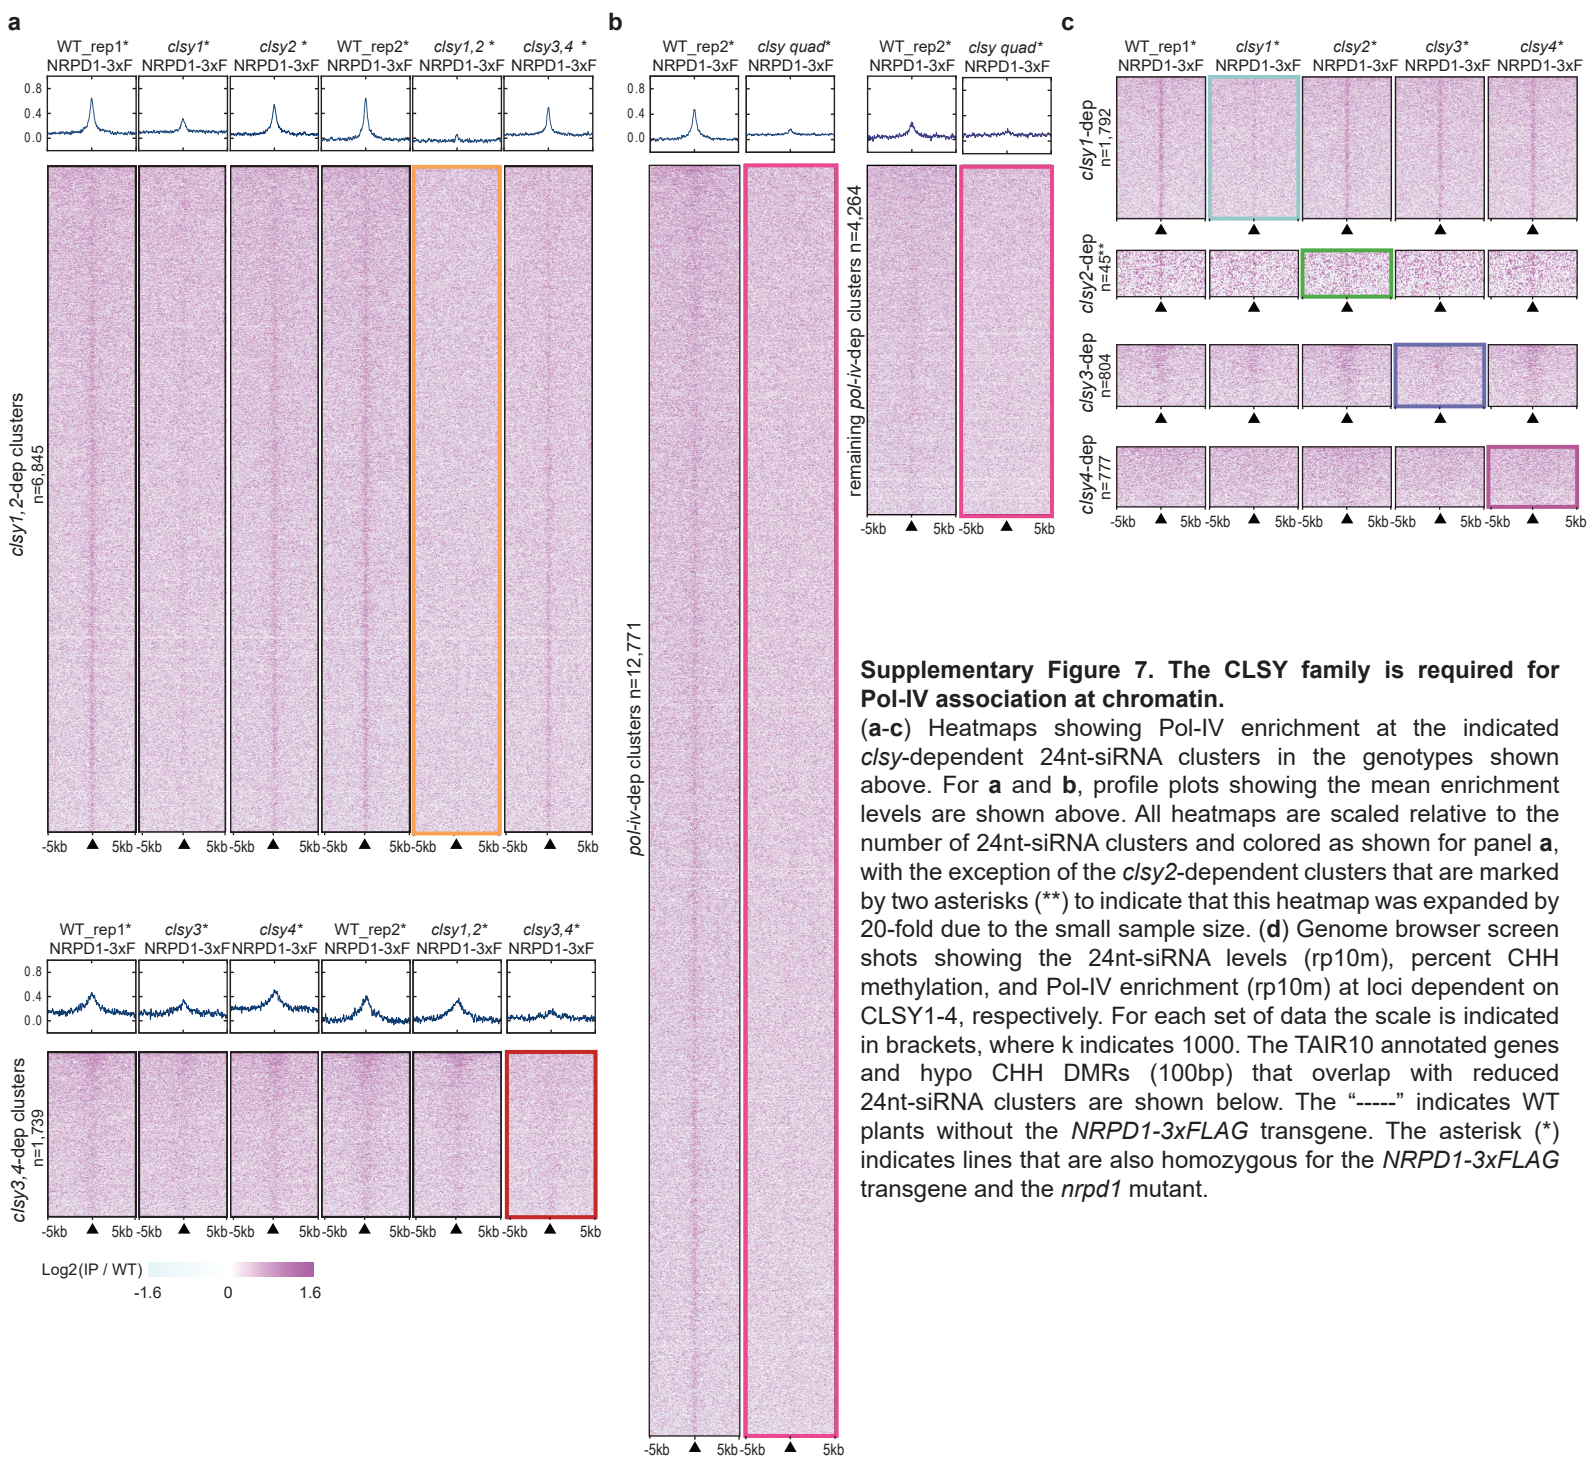 a
WT_rep1* clsy1* clsy2 * WT_rep2* clsy1,2 * clsy3,4 *
NRPD1-3xF NRPD1-3xF NRPD1-3xF NRPD1-3xF NRPD1-3xF NRPD1-3xF
0.8
0.4
0.0
clsy1,2-dep clusters
n=6,845
-5kb 5kb -5kb 5kb -5kb 5kb -5kb 5kb -5kb 5kb -5kb 5kb
WT_rep1* clsy3* clsy4* WT_rep2* clsy1,2* clsy3,4*
NRPD1-3xF NRPD1-3xF NRPD1-3xF NRPD1-3xF NRPD1-3xF NRPD1-3xF
0.8
0.4
0.0
clsy3,4-dep clusters
n=1,739
-5kb 5kb -5kb 5kb -5kb 5kb -5kb 5kb -5kb 5kb -5kb 5kb
Log2(IP / WT)
-1.6 0 1.6
b
WT_rep2* clsy quad*
NRPD1-3xF NRPD1-3xF
0.8
0.4
0.0
pol-iv-dep clusters n=12,771
-5kb 5kb -5kb 5kb
WT_rep2* clsy quad*
NRPD1-3xF NRPD1-3xF
remaining pol-iv-dep clusters n=4,264
-5kb 5kb -5kb 5kb
c
WT_rep1* clsy1* clsy2* clsy3* clsy4*
NRPD1-3xF NRPD1-3xF NRPD1-3xF NRPD1-3xF NRPD1-3xF
clsy1-dep
n=1,792
clsy2-dep
n=45**
clsy3-dep
n=804
clsy4-dep
n=777
-5kb 5kb -5kb 5kb -5kb 5kb -5kb 5kb -5kb 5kb
Supplementary Figure 7. The CLSY family is required for
Pol-IV association at chromatin.
(a-c) Heatmaps showing Pol-IV enrichment at the indicated
clsy-dependent 24nt-siRNA clusters in the genotypes shown
above. For a and b, profile plots showing the mean enrichment
levels are shown above. All heatmaps are scaled relative to the
number of 24nt-siRNA clusters and colored as shown for panel a,
with the exception of the clsy2-dependent clusters that are marked
by two asterisks (**) to indicate that this heatmap was expanded by
20-fold due to the small sample size. (d) Genome browser screen
shots showing the 24nt-siRNA levels (rp10m), percent CHH
methylation, and Pol-IV enrichment (rp10m) at loci dependent on
CLSY1-4, respectively. For each set of data the scale is indicated
in brackets, where k indicates 1000. The TAIR10 annotated genes
and hypo CHH DMRs (100bp) that overlap with reduced
24nt-siRNA clusters are shown below. The “-----” indicates WT
plants without the NRPD1-3xFLAG transgene. The asterisk (*)
indicates lines that are also homozygous for the NRPD1-3xFLAG
transgene and the nrpd1 mutant.